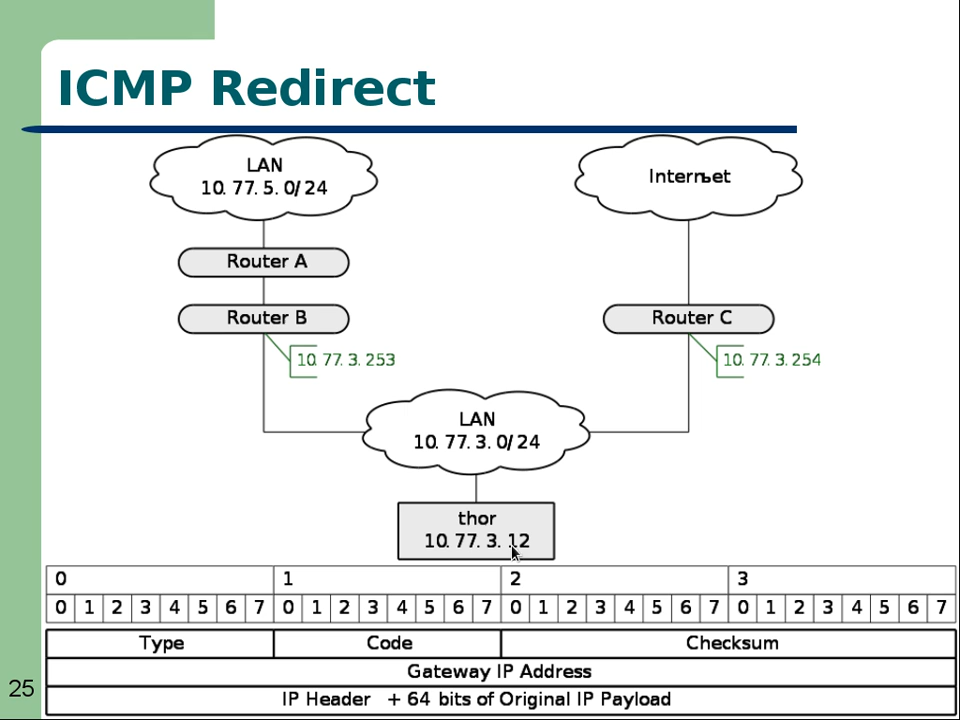 ICMP Redirect
LAN
10.77.5.0/24
Internet
Router A
Router B
Router C
10.77.3.253
10.77.3.254
LAN
10.77.3.0/24
thor
10.77.3.12
0 1 2 3
0 1 2 3 4 5 6 7 0 1 2 3 4 5 6 7 0 1 2 3 4 5 6 7 0 1 2 3 4 5 6 7
Type Code Checksum
Gateway IP Address
IP Header + 64 bits of Original IP Payload
25